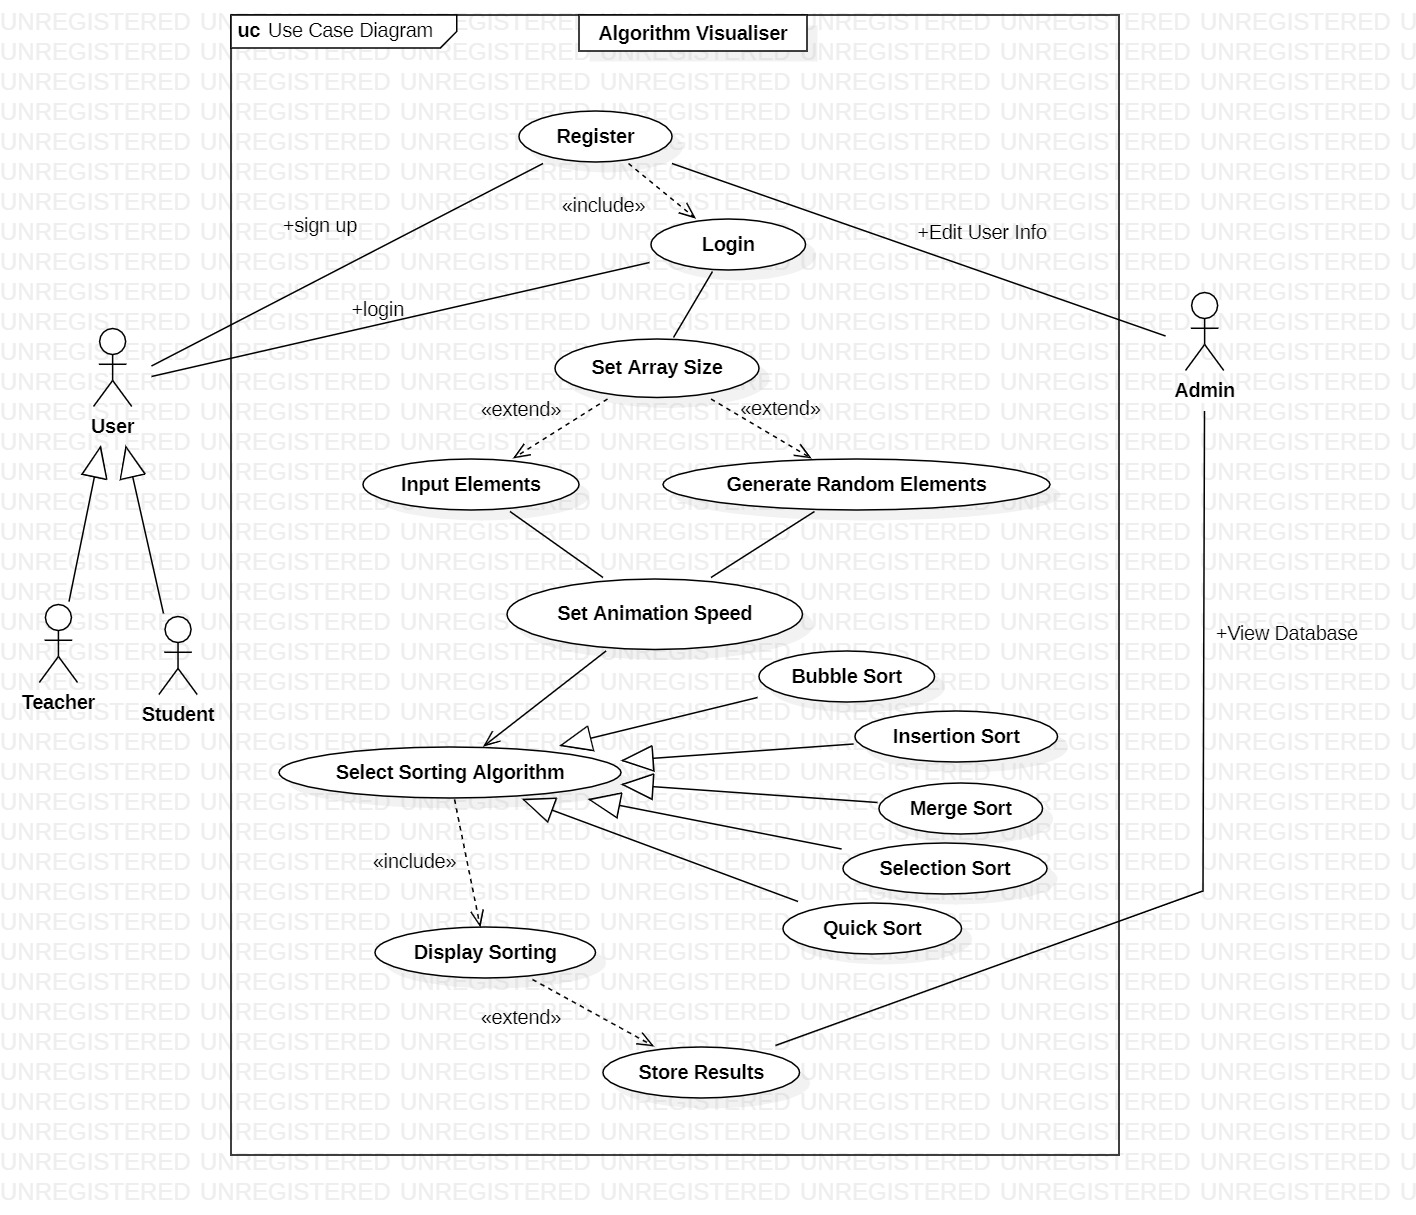 uc Use Case Diagram
Algorithm Visualiser
Register
«include»
+sign up
+Edit User Info
Login
+login
Set Array Size
User
Admin
«extend»
«extend»
Input Elements
Generate Random Elements
Set Animation Speed
+View Database
Teacher
Student
Bubble Sort
Insertion Sort
Select Sorting Algorithm
Merge Sort
«include»
Selection Sort
Quick Sort
Display Sorting
«extend»
Store Results
UNREGISTERED